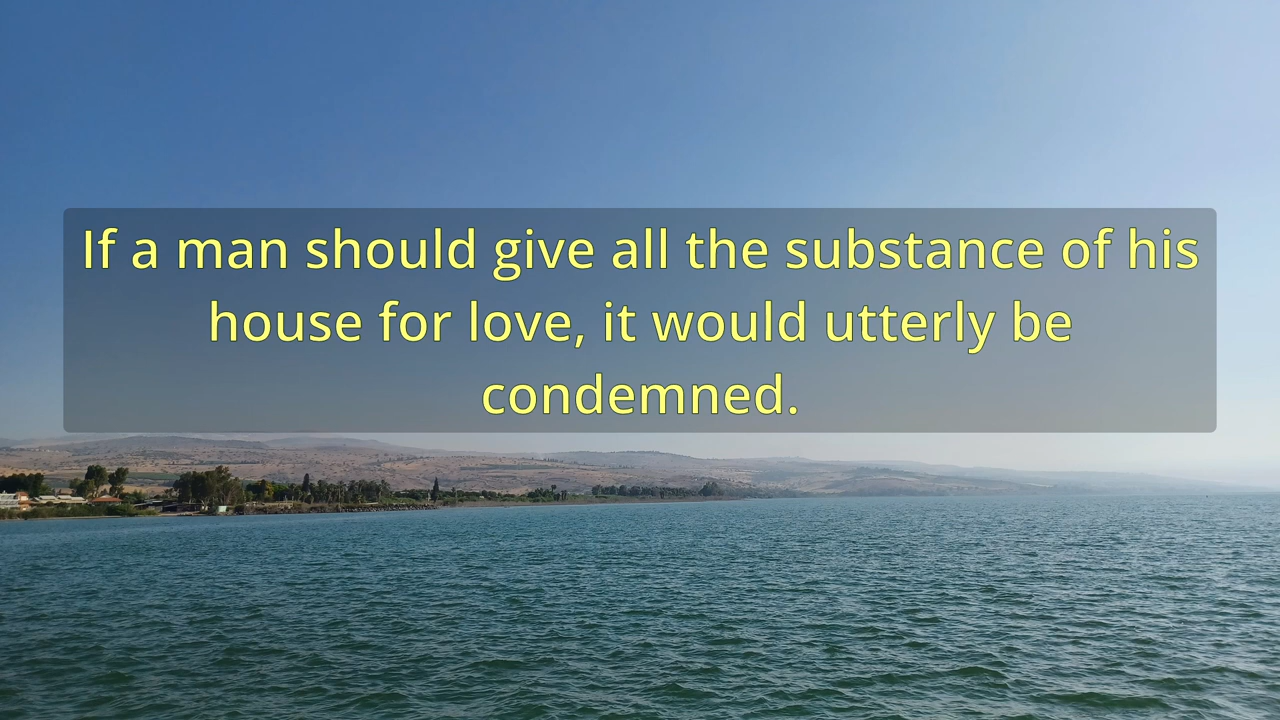 If a man should give all the substance of his
house for love, it would utterly be
condemned.